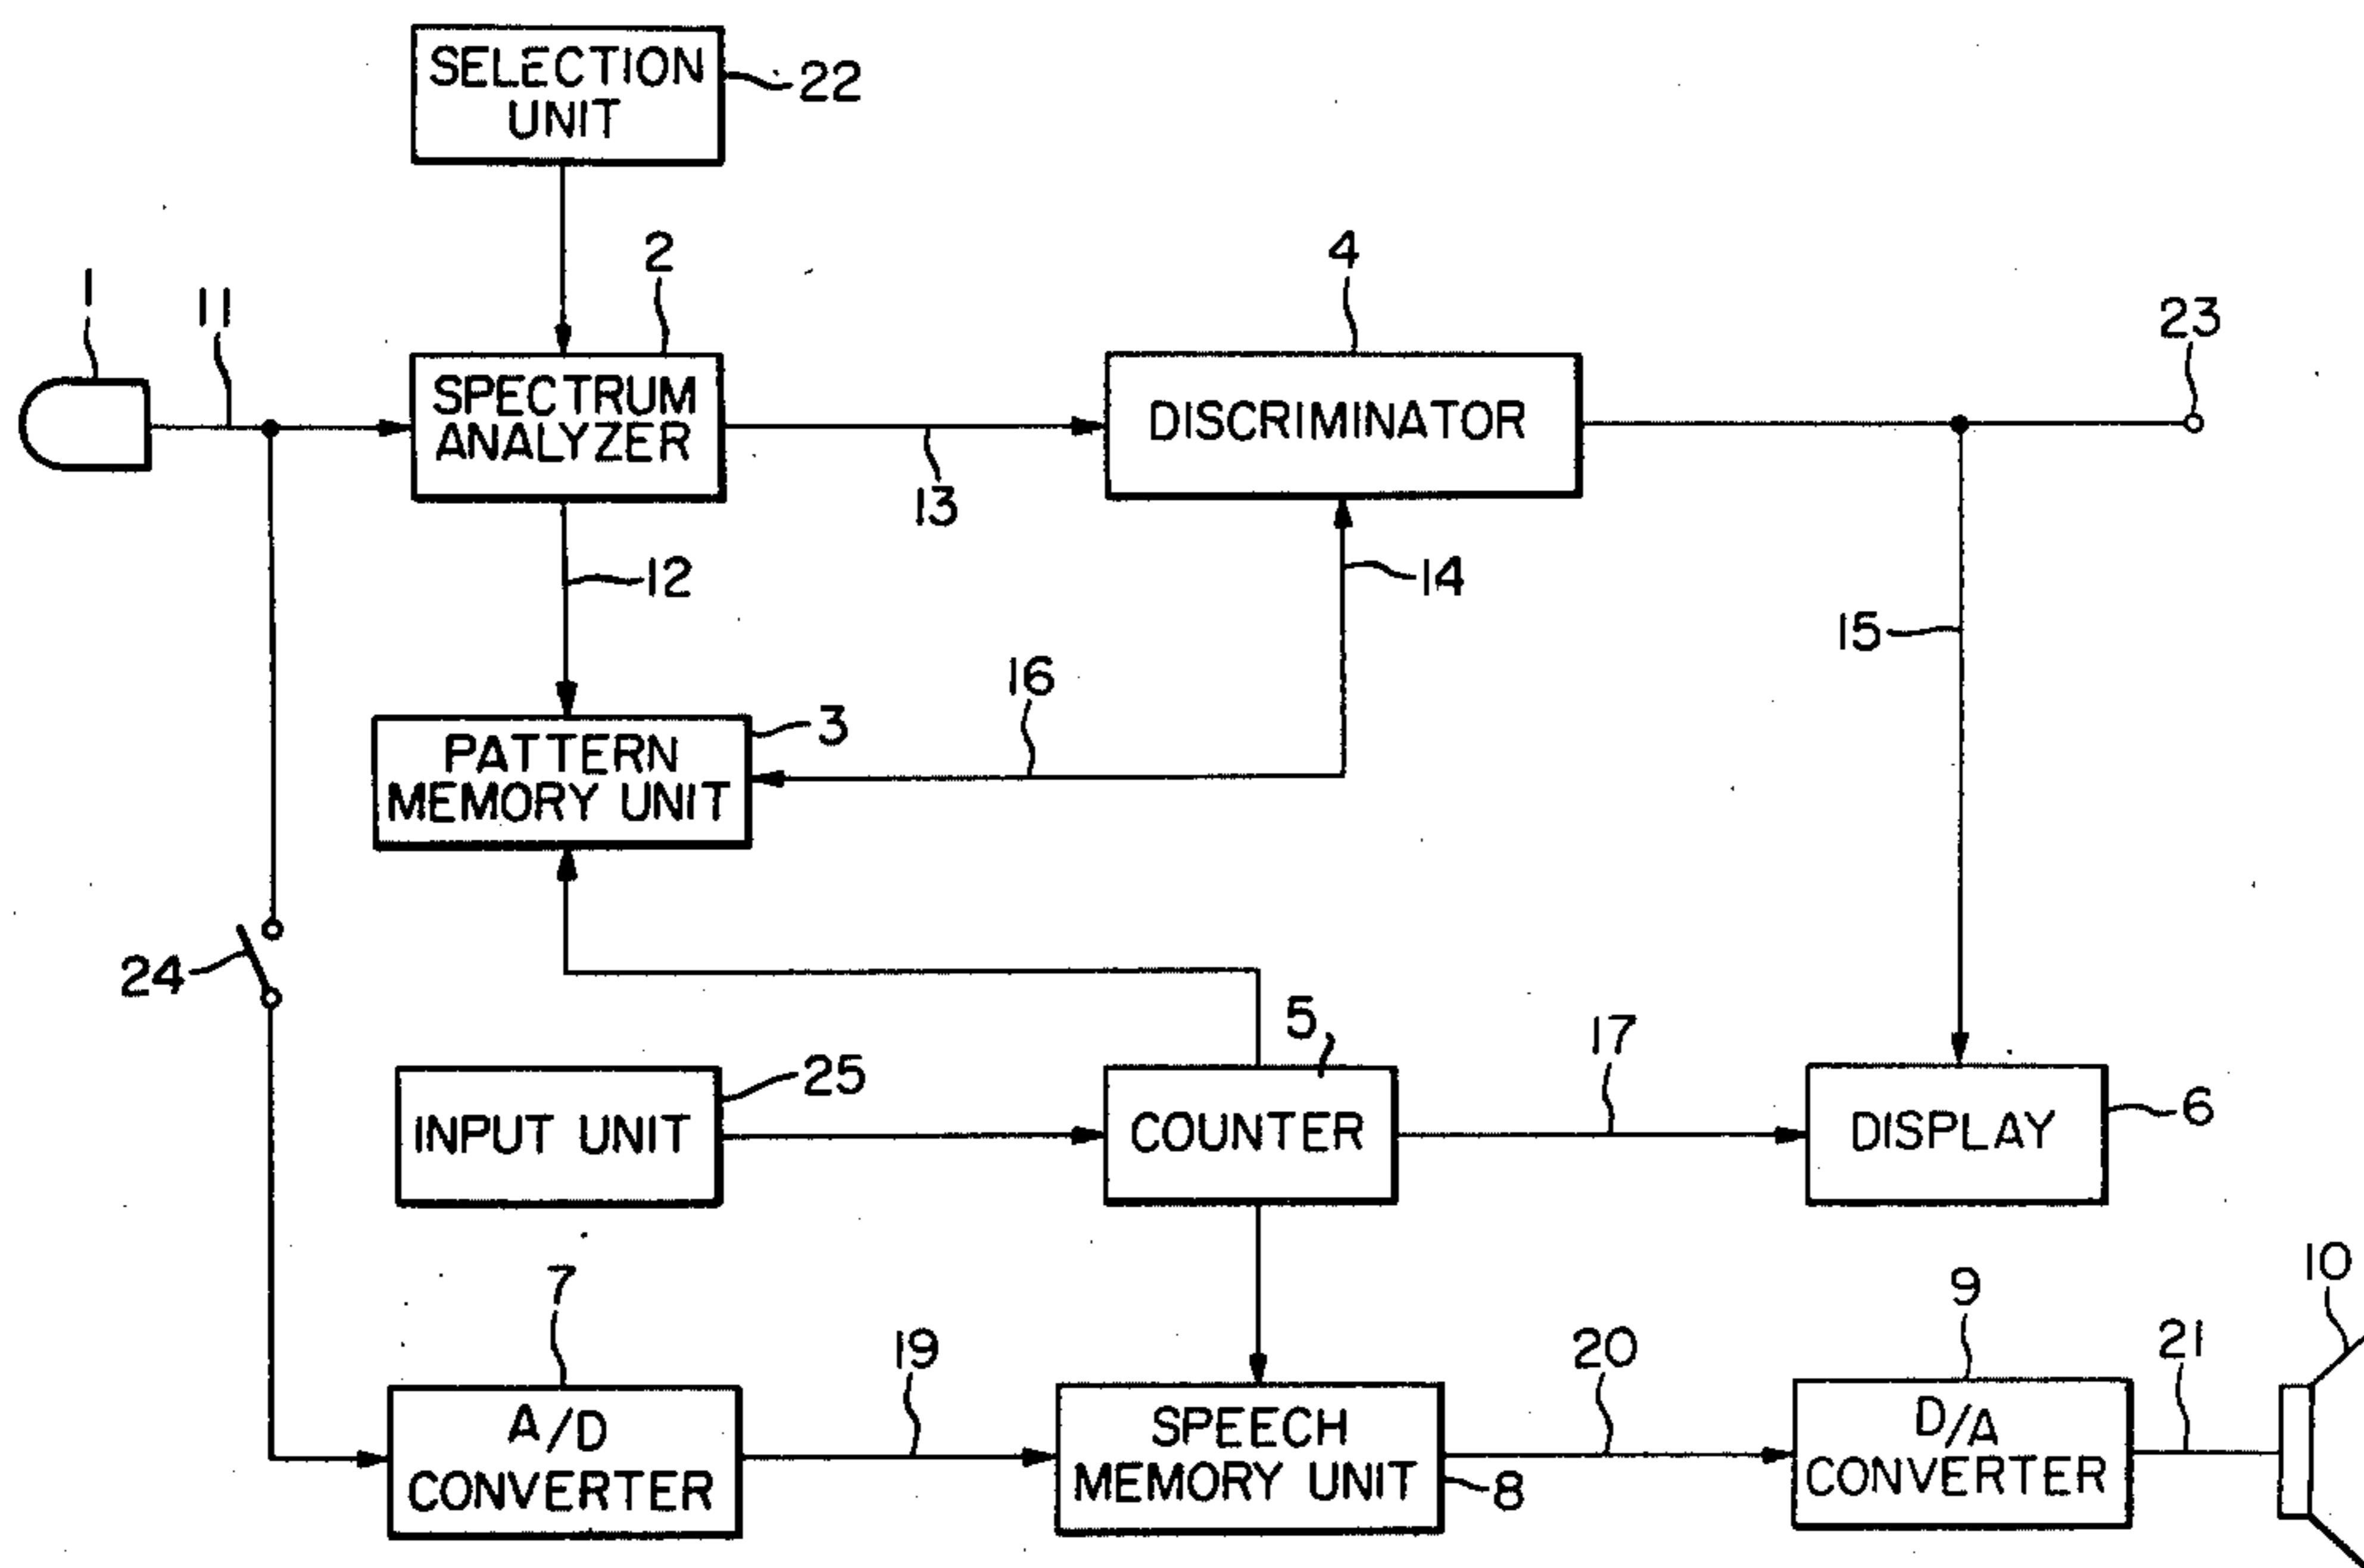 SELECTION
UNIT
22
1
11
2
4
23
SPECTRUM
ANALYZER
DISCRIMINATOR
13
12
14
15
16
3
PATTERN
MEMORY UNIT
24
5
17
25
INPUT UNIT
COUNTER
DISPLAY
6
7
19
20
9
21
10
A/D
CONVERTER
SPEECH
MEMORY UNIT
8
D/A
CONVERTER